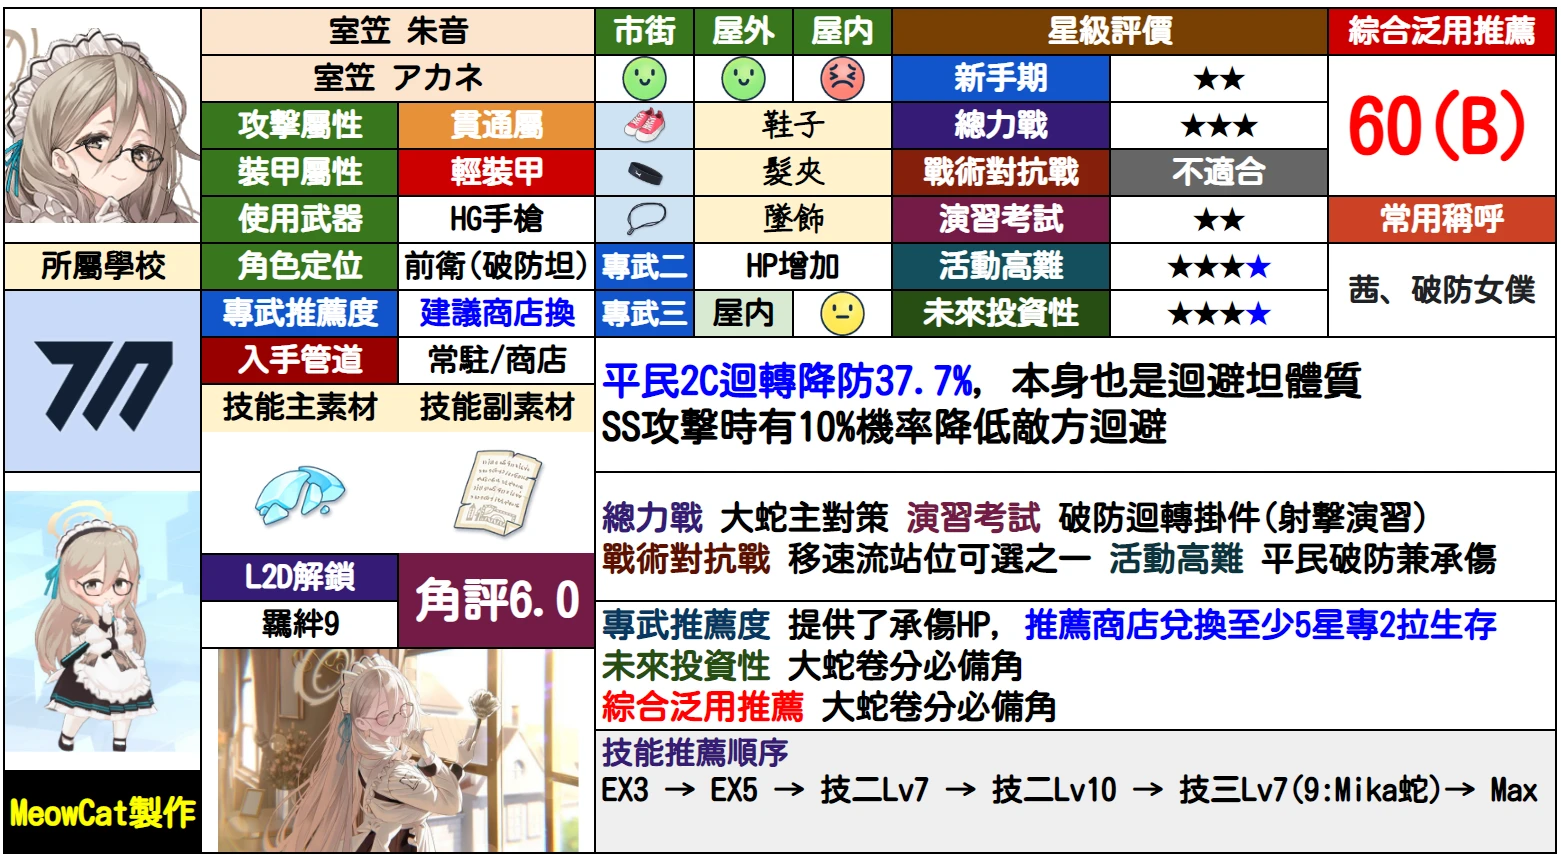 室笠 朱音
市街
屋外
屋内
星級評價
綜合泛用推薦
室笠 アカネ
新手期
★★
60(B)
攻擊屬性
貫通屬
鞋子
總力戰
★★★
裝甲屬性
輕裝甲
髮夾
戰術對抗戰
不適合
使用武器
HG手槍
墜飾
演習考試
★★
常用稱呼
所屬學校
角色定位
前衛(破防坦)
專武二
HP增加
活動高難
★★★★
茜、破防女僕
專武推薦度
建議商店換
專武三
屋内
未來投資性
★★★★
入手管道
常駐/商店
平民2C迴轉降防37.7%, 本身也是迴避坦體質
SS攻擊時有10%機率降低敵方迴避
技能主素材
技能副素材
總力戰 大蛇主對策 演習考試 破防迴轉掛件(射擊演習)
戰術對抗戰 移速流站位可選之一 活動高難 平民破防兼承傷
L2D解鎖
角評6.0
羈絆9
專武推薦度 提供了承傷HP, 推薦商店兌換至少5星專2拉生存
未來投資性 大蛇卷分必備角
綜合泛用推薦 大蛇卷分必備角
技能推薦順序
EX3 → EX5 → 技二Lv7 → 技二Lv10 → 技三Lv7(9:Mika蛇)→ Max
MeowCat製作